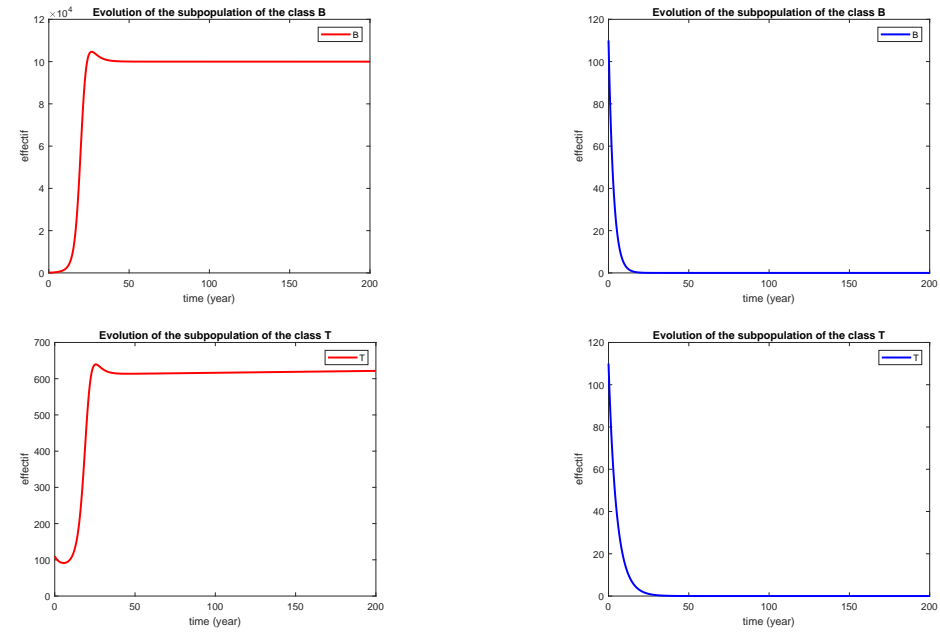 Evolution of the subpopulation of the class B
×10⁴
12
10
8
6
4
2
0
B
effectif
0 50 100 150 200
time (year)
Evolution of the subpopulation of the class B
120
100
80
60
40
20
0
B
effectif
0 50 100 150 200
time (year)
Evolution of the subpopulation of the class T
700
600
500
400
300
200
100
0
T
effectif
0 50 100 150 200
time (year)
Evolution of the subpopulation of the class T
120
100
80
60
40
20
0
T
effectif
0 50 100 150 200
time (year)